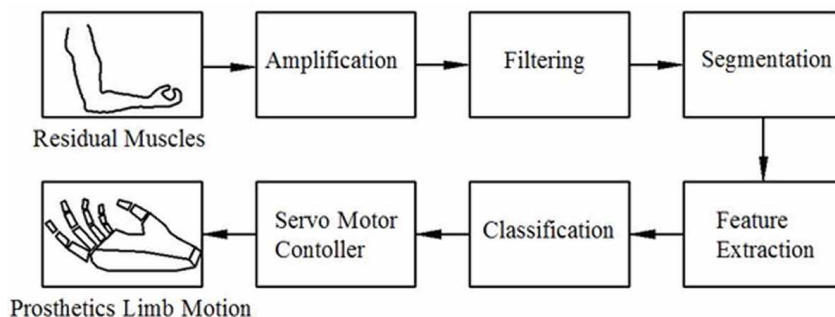 Amplification
Filtering
Segmentation
Residual Muscles
Servo Motor
Contoller
Classification
Feature
Extraction
Prosthetics Limb Motion